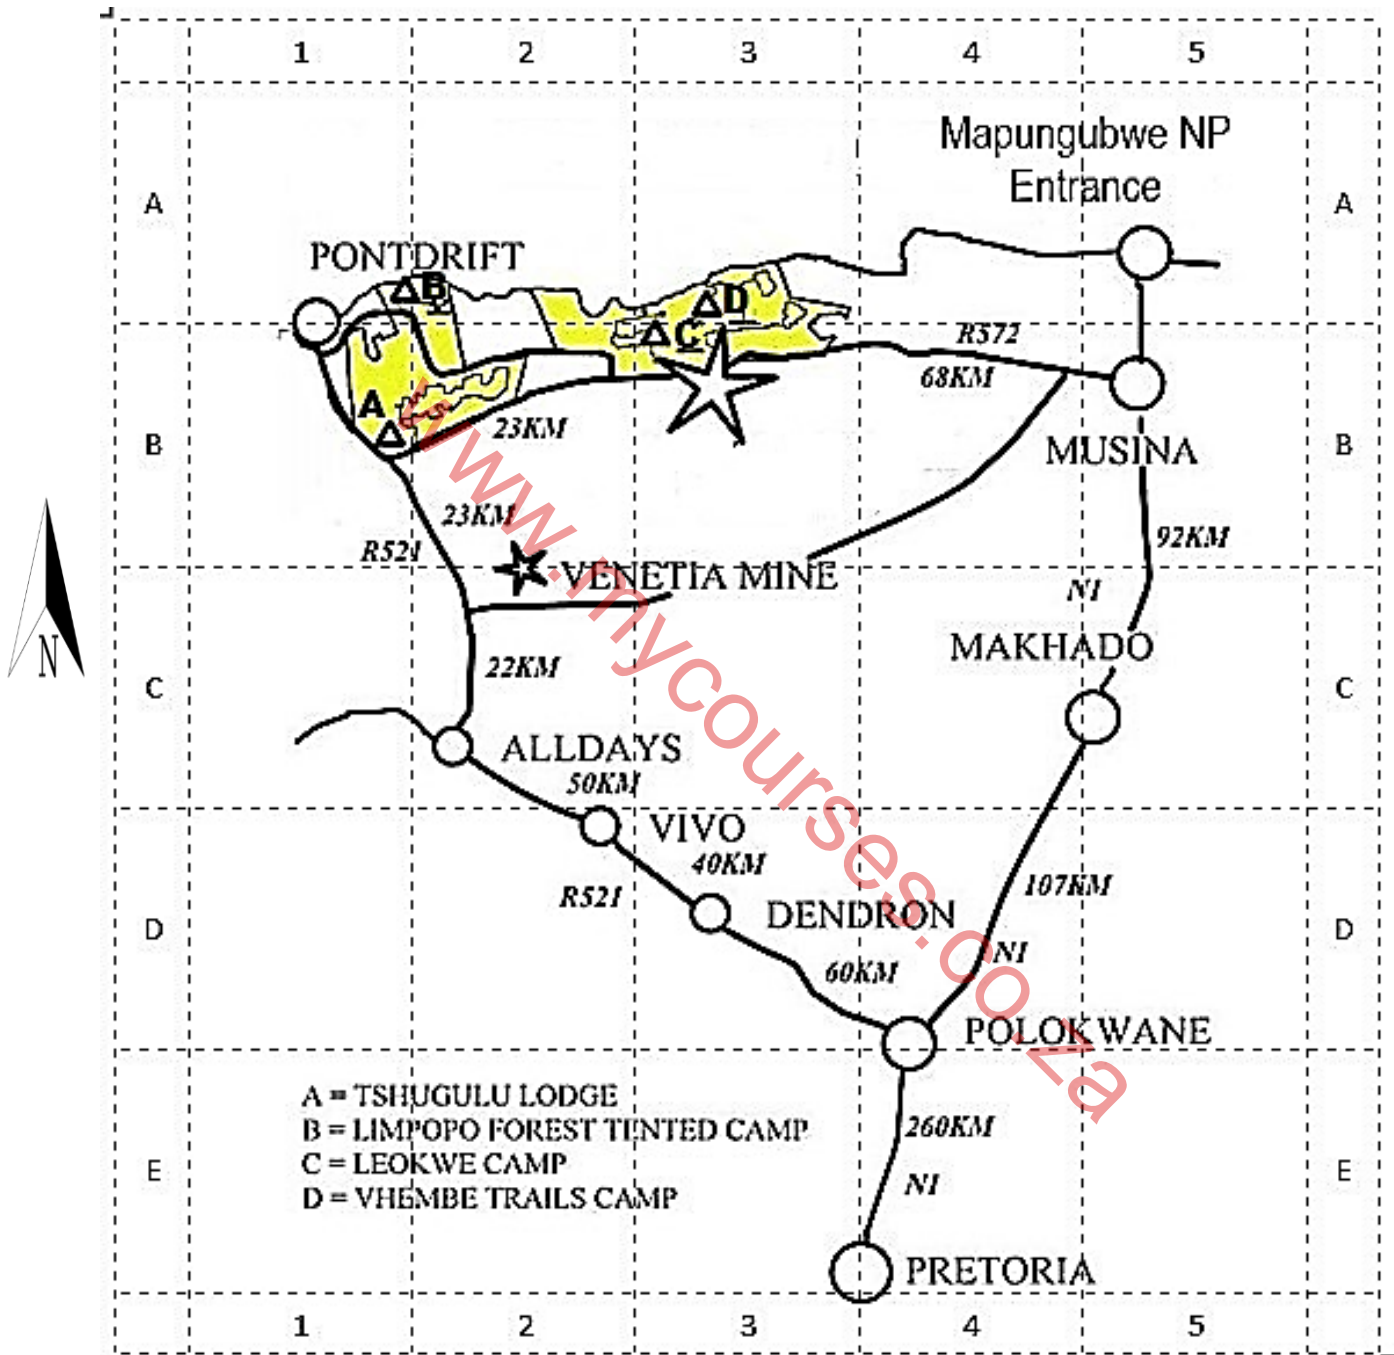 1 2 3 4 5
Mapungubwe NP
Entrance
A A
PONTDRIFT
B
D
C
R572
68KM
A
23KM
B B
MUSINA
23KM
R521
92KM
VENETIA MINE
N1
MAKHADO
N
22KM
C C
ALLDAYS
50KM
VIVO
40KM
R521
107KM
DENDRON
D D
N1
60KM
POLOKWANE
A = TSHUGULU LODGE
B = LIMPOPO FOREST TENTED CAMP
C = LEOKWE CAMP
D = VHEMBE TRAILS CAMP
260KM
E E
N1
PRETORIA
1 2 3 4 5
www.mycourses.co.za